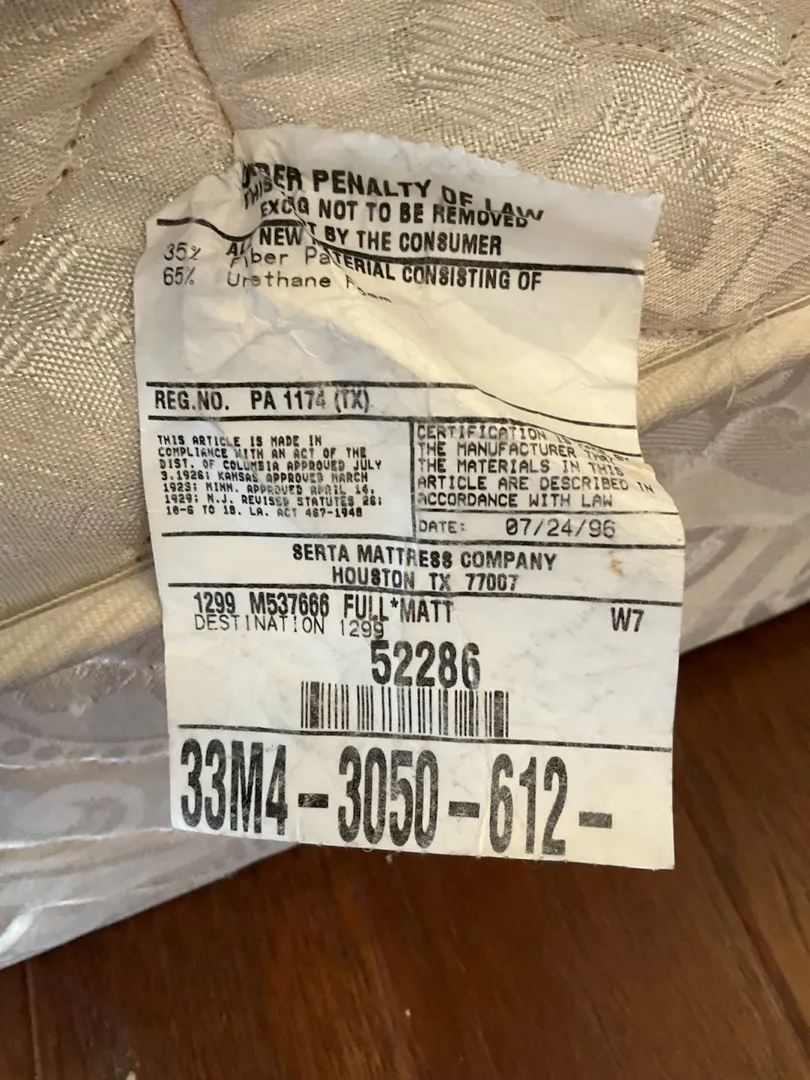 PENALTY OF LAW
THIS
NOT TO BE REMOVED
BY THE CONSUMER
NEW
MATERIAL CONSISTING OF
35%
65% Urethane
REG.NO. PA 1174 (TX)
THIS ARTICLE IS MADE IN
COMPLIANCE WITH AN ACT OF THE
DIST. OF COLUMBIA APPROVED JULY
3.1926; KANSAS APPROVED MARCH
1923; MINN. APPROVED APRIL 14,
1929; N.J. REVISED STATUTES 26:
10-6 TO 18. LA. ACT 467-1948
CERTIFICATION IS
THE MANUFACTURER
THE MATERIALS IN THIS
ARTICLE ARE DESCRIBED IN
ACCORDANCE WITH LAW
DATE: 07/24/96
SERTA MATTRESS COMPANY
HOUSTON TX 77007
1299 M537666 FULL*MATT W7
DESTINATION 1299
52286
33M4-3050-612-